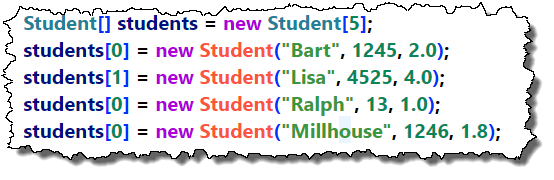 Student[] students = new Student[5];
students[0] = new Student("Bart", 1245, 2.0);
students[1] = new Student("Lisa", 4525, 4.0);
students[0] = new Student("Ralph", 13, 1.0);
students[0] = new Student("Millhouse", 1246, 1.8);